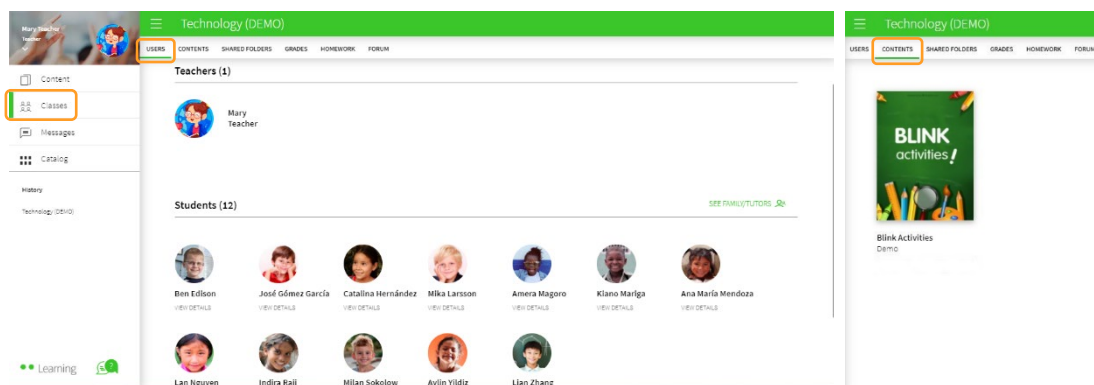 Mary Teacher
Teacher
Content
Classes
Messages
Catalog
History
Technology (DEMO)
Learning
?
Technology (DEMO)
USERS CONTENTS SHARED FOLDERS GRADES HOMEWORK FORUM
Teachers (1)
Mary
Teacher
Students (12)
SEE FAMILY/TUTORS
Ben Edison José Gómez García Catalina Hernández Mika Larsson Amera Magoro Kiano Mariga Ana María Mendoza
VIEW DETAILS VIEW DETAILS VIEW DETAILS VIEW DETAILS VIEW DETAILS VIEW DETAILS VIEW DETAILS
Lan Nguyen Indira Raji Milan Sokolow Aylin Yildiz Lian Zhang
Technology (DEMO)
USERS CONTENTS SHARED FOLDERS GRADES HOMEWORK FORUM
BLINK
activities!
Blink Activities
Demo